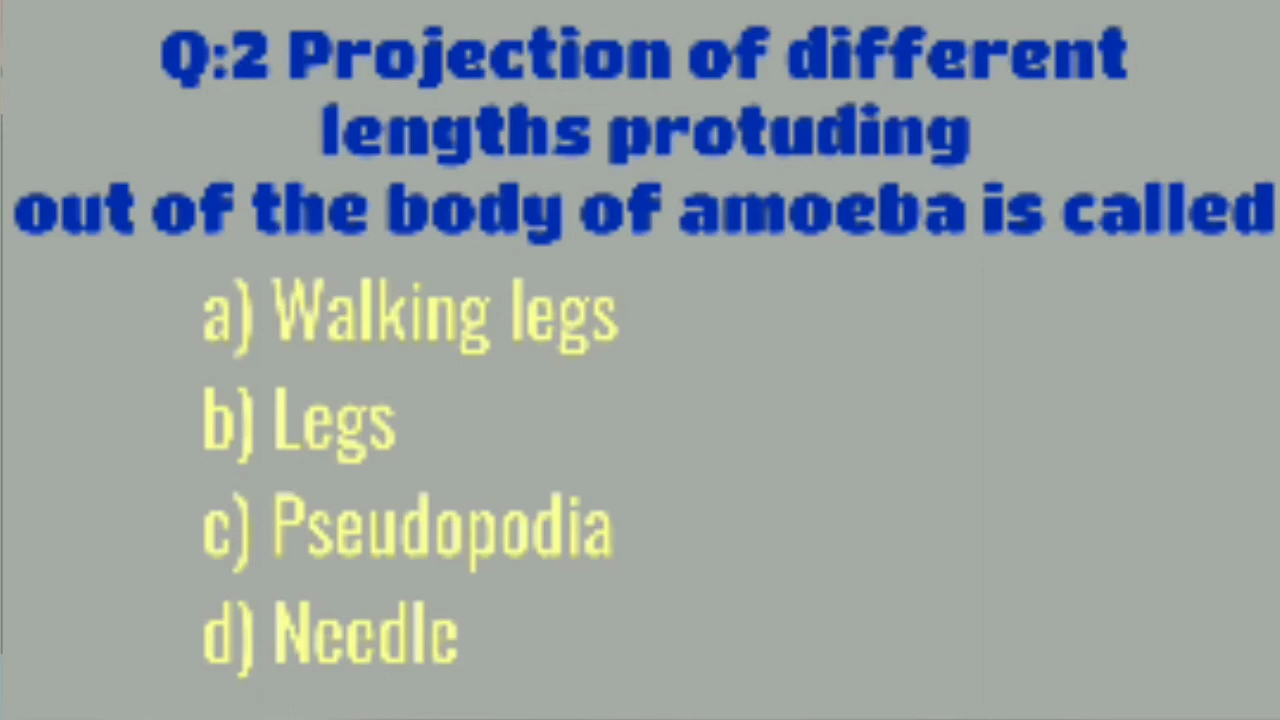 Q:2 Projection of different
lengths protuding
out of the body of amoeba is called
a) Walking legs
b) Legs
c) Pseudopodia
d) Needle